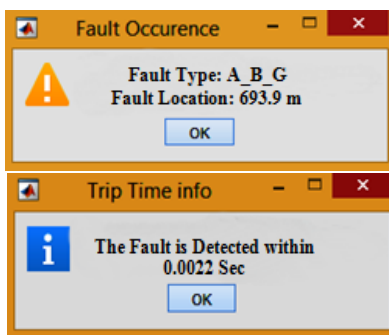 Fault Occurence
Fault Type: A_B_G
Fault Location: 693.9 m
OK
Trip Time info
The Fault is Detected within
0.0022 Sec
OK